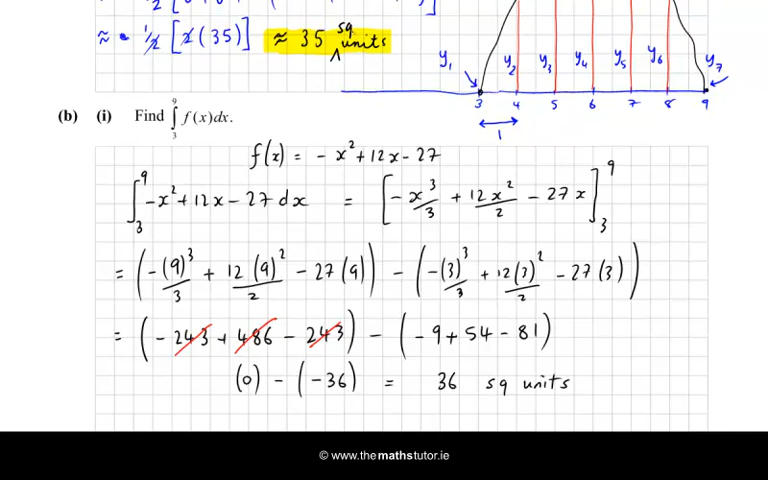 ≈ 1/2 [2(35)] ≈ 35 sq units
y₁ y₂ y₃ y₄ y₅ y₆ y₇
3 4 5 6 7 8 9
1
(b) (i) Find ∫₃⁹ f(x)dx.
f(x) = -x² + 12x - 27
∫₃⁹ -x² + 12x - 27 dx = [-x³/3 + 12x²/2 - 27x]₃⁹
= (-(9)³/3 + 12(9)²/2 - 27(9)) - (-(3)³/3 + 12(3)²/2 - 27(3))
= (-243 + 486 - 243) - (-9 + 54 - 81)
(0) - (-36) = 36 sq units
© www.themathstutor.ie